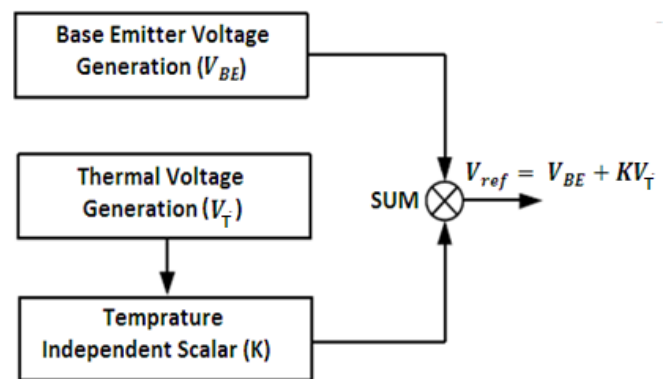 Base Emitter Voltage
Generation (V_BE)
Thermal Voltage
Generation (V_T)
SUM
V_ref = V_BE + KV_T
Temprature
Independent Scalar (K)